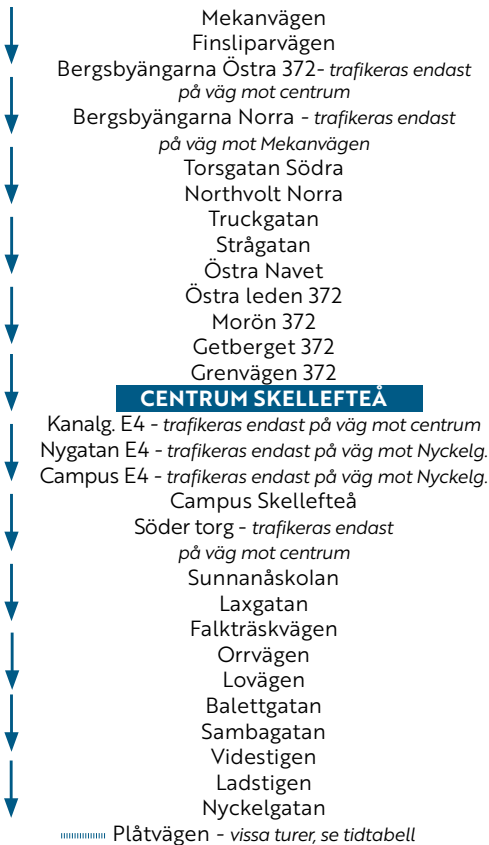 Mekanvägen
Finsliparvägen
Bergsbyängarna Östra 372- trafikeras endast
på väg mot centrum
Bergsbyängarna Norra - trafikeras endast
på väg mot Mekanvägen
Torsgatan Södra
Northvolt Norra
Truckgatan
Strågatan
Östra Navet
Östra leden 372
Morön 372
Getberget 372
Grenvägen 372
CENTRUM SKELLEFTEÅ
Kanalg. E4 - trafikeras endast på väg mot centrum
Nygatan E4 - trafikeras endast på väg mot Nyckelg.
Campus E4 - trafikeras endast på väg mot Nyckelg.
Campus Skellefteå
Söder torg - trafikeras endast
på väg mot centrum
Sunnanåskolan
Laxgatan
Falkträskvägen
Orrvägen
Lovägen
Balettgatan
Sambagatan
Videstigen
Ladstigen
Nyckelgatan
Plåtvägen - vissa turer, se tidtabell